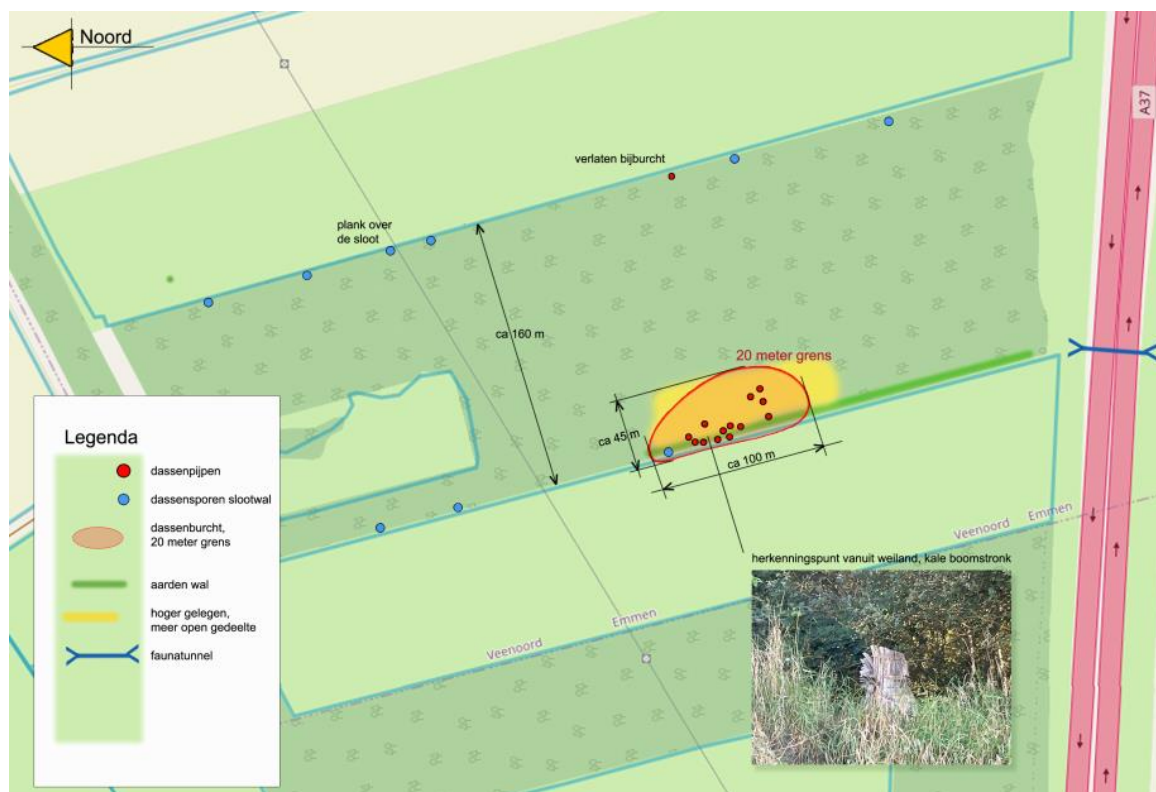 Noord
A37
verlaten bijburcht
plank over
de sloot
ca 160 m
20 meter grens
ca 45 m
ca 100 m
Veenoord Emmen
herkenningspunt vanuit weiland, kale boomstronk
Veenoord Emmen
Legenda
dassenpijpen
dassensporen slootwal
dassenburcht,
20 meter grens
aarden wal
hoger gelegen,
meer open gedeelte
faunatunnel